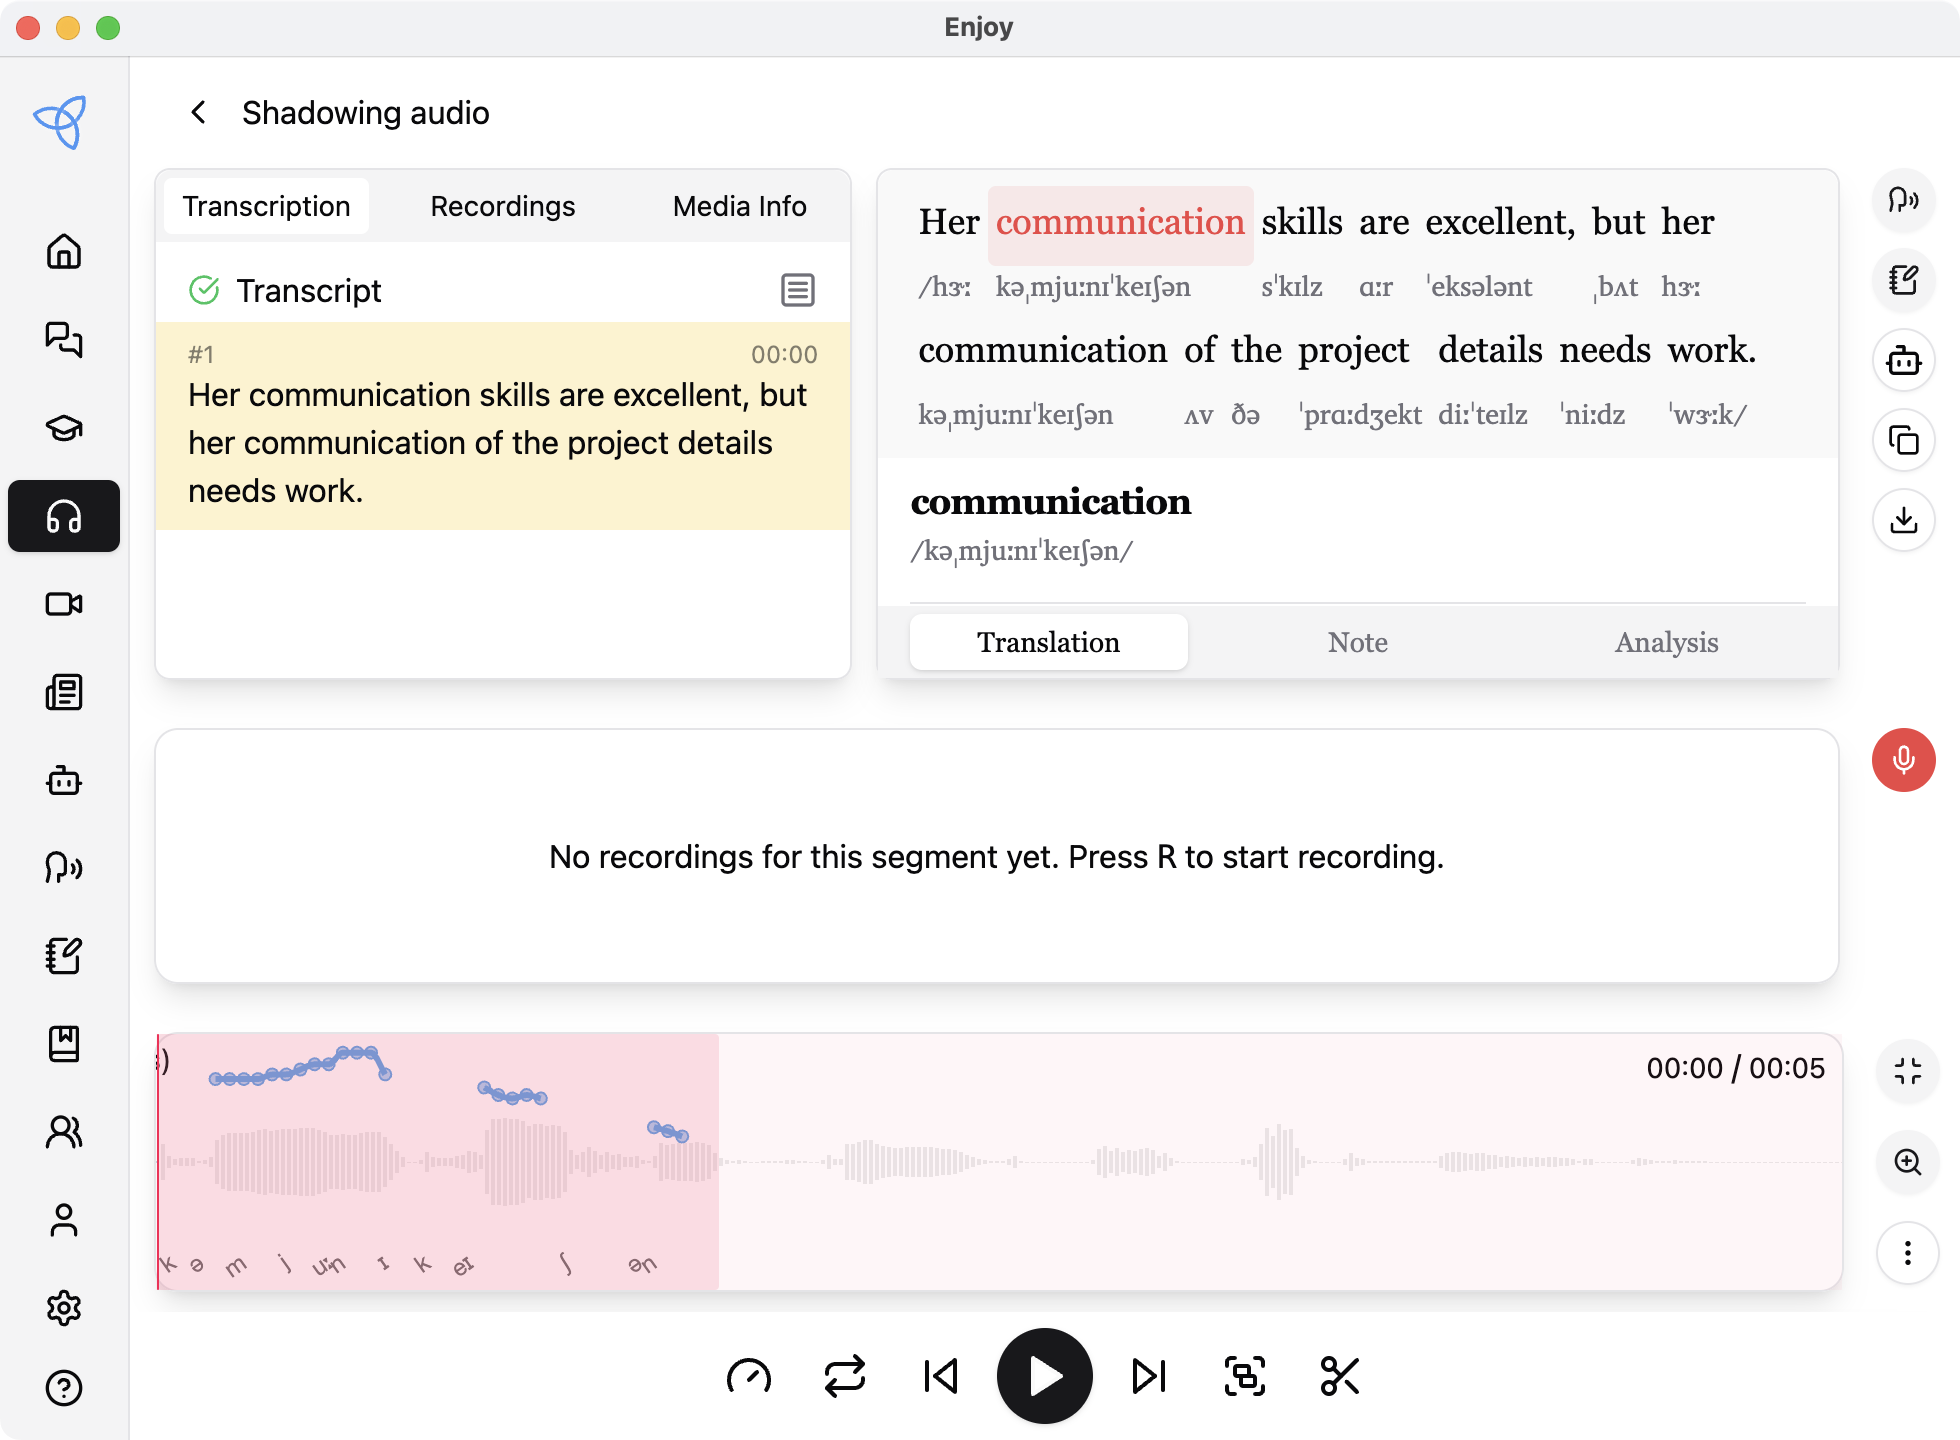 Enjoy
Shadowing audio
Transcription Recordings Media Info
Transcript
#1 00:00
Her communication skills are excellent, but
her communication of the project details
needs work.
Her communication skills are excellent, but her
/hɝː kəˌmjuːnɪˈkeɪʃən sˈkɪlz ɑːr ˈeksələnt ˌbʌt hɝː
communication of the project details needs work.
kəˌmjuːnɪˈkeɪʃən ʌv ðə ˈprɑːdʒekt diːˈteɪlz ˈniːdz ˈwɝːk/
communication
/kəˌmjuːnɪˈkeɪʃən/
Translation Note Analysis
No recordings for this segment yet. Press R to start recording.
00:00 / 00:05
k ə m j uːn ɪ k eɪ ʃ ən